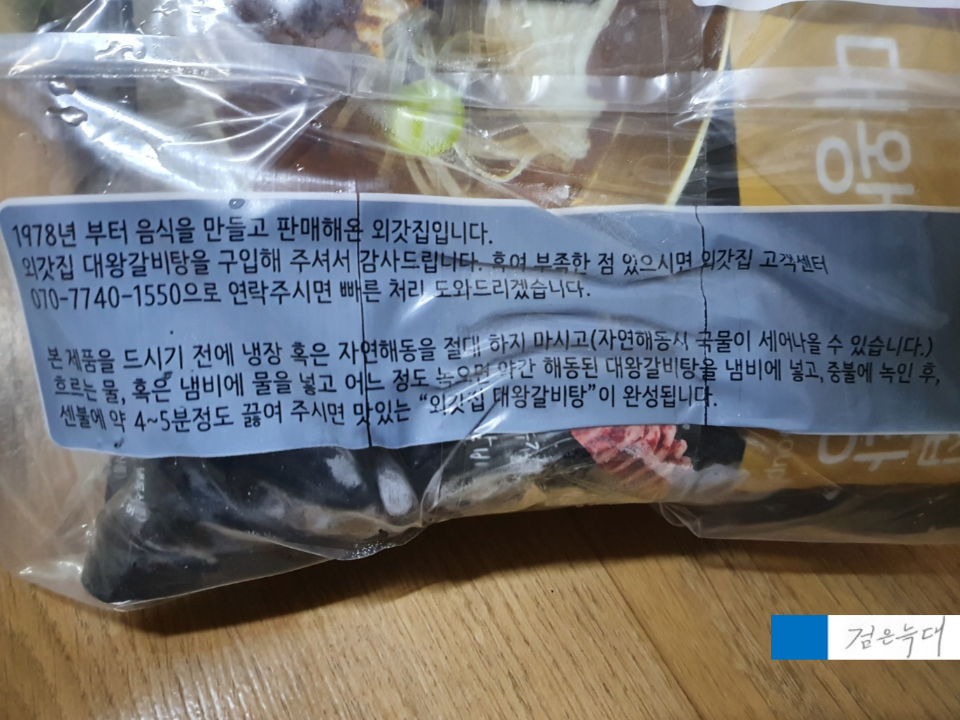 대왕
1978년 부터 음식을 만들고 판매해온 외갓집입니다.
외갓집 대왕갈비탕을 구입해 주셔서 감사드립니다. 혹여 부족한 점 있으시면 외갓집 고객센터
070-7740-1550으로 연락주시면 빠른 처리 도와드리겠습니다.
본 제품을 드시기 전에 냉장 혹은 자연해동을 절대 하지 마시고(자연해동시 국물이 세어나올 수 있습니다.)
흐르는 물, 혹은 냄비에 물을 넣고 어느 정도 녹으면 약간 해동된 대왕갈비탕을 냄비에 넣고, 중불에 녹인 후,
센불에 약 4~5분정도 끓여 주시면 맛있는 “외갓집 대왕갈비탕”이 완성됩니다.
검은늑대